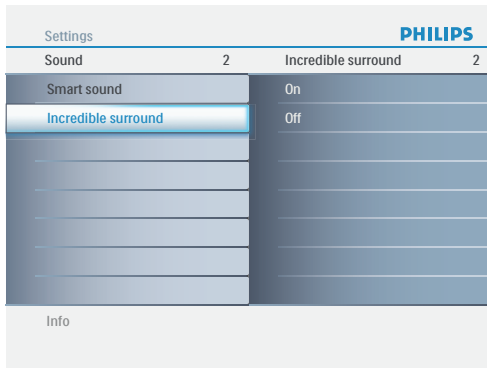 Settings PHILIPS
Sound 2 Incredible surround 2
Smart sound On
Incredible surround Off
Info